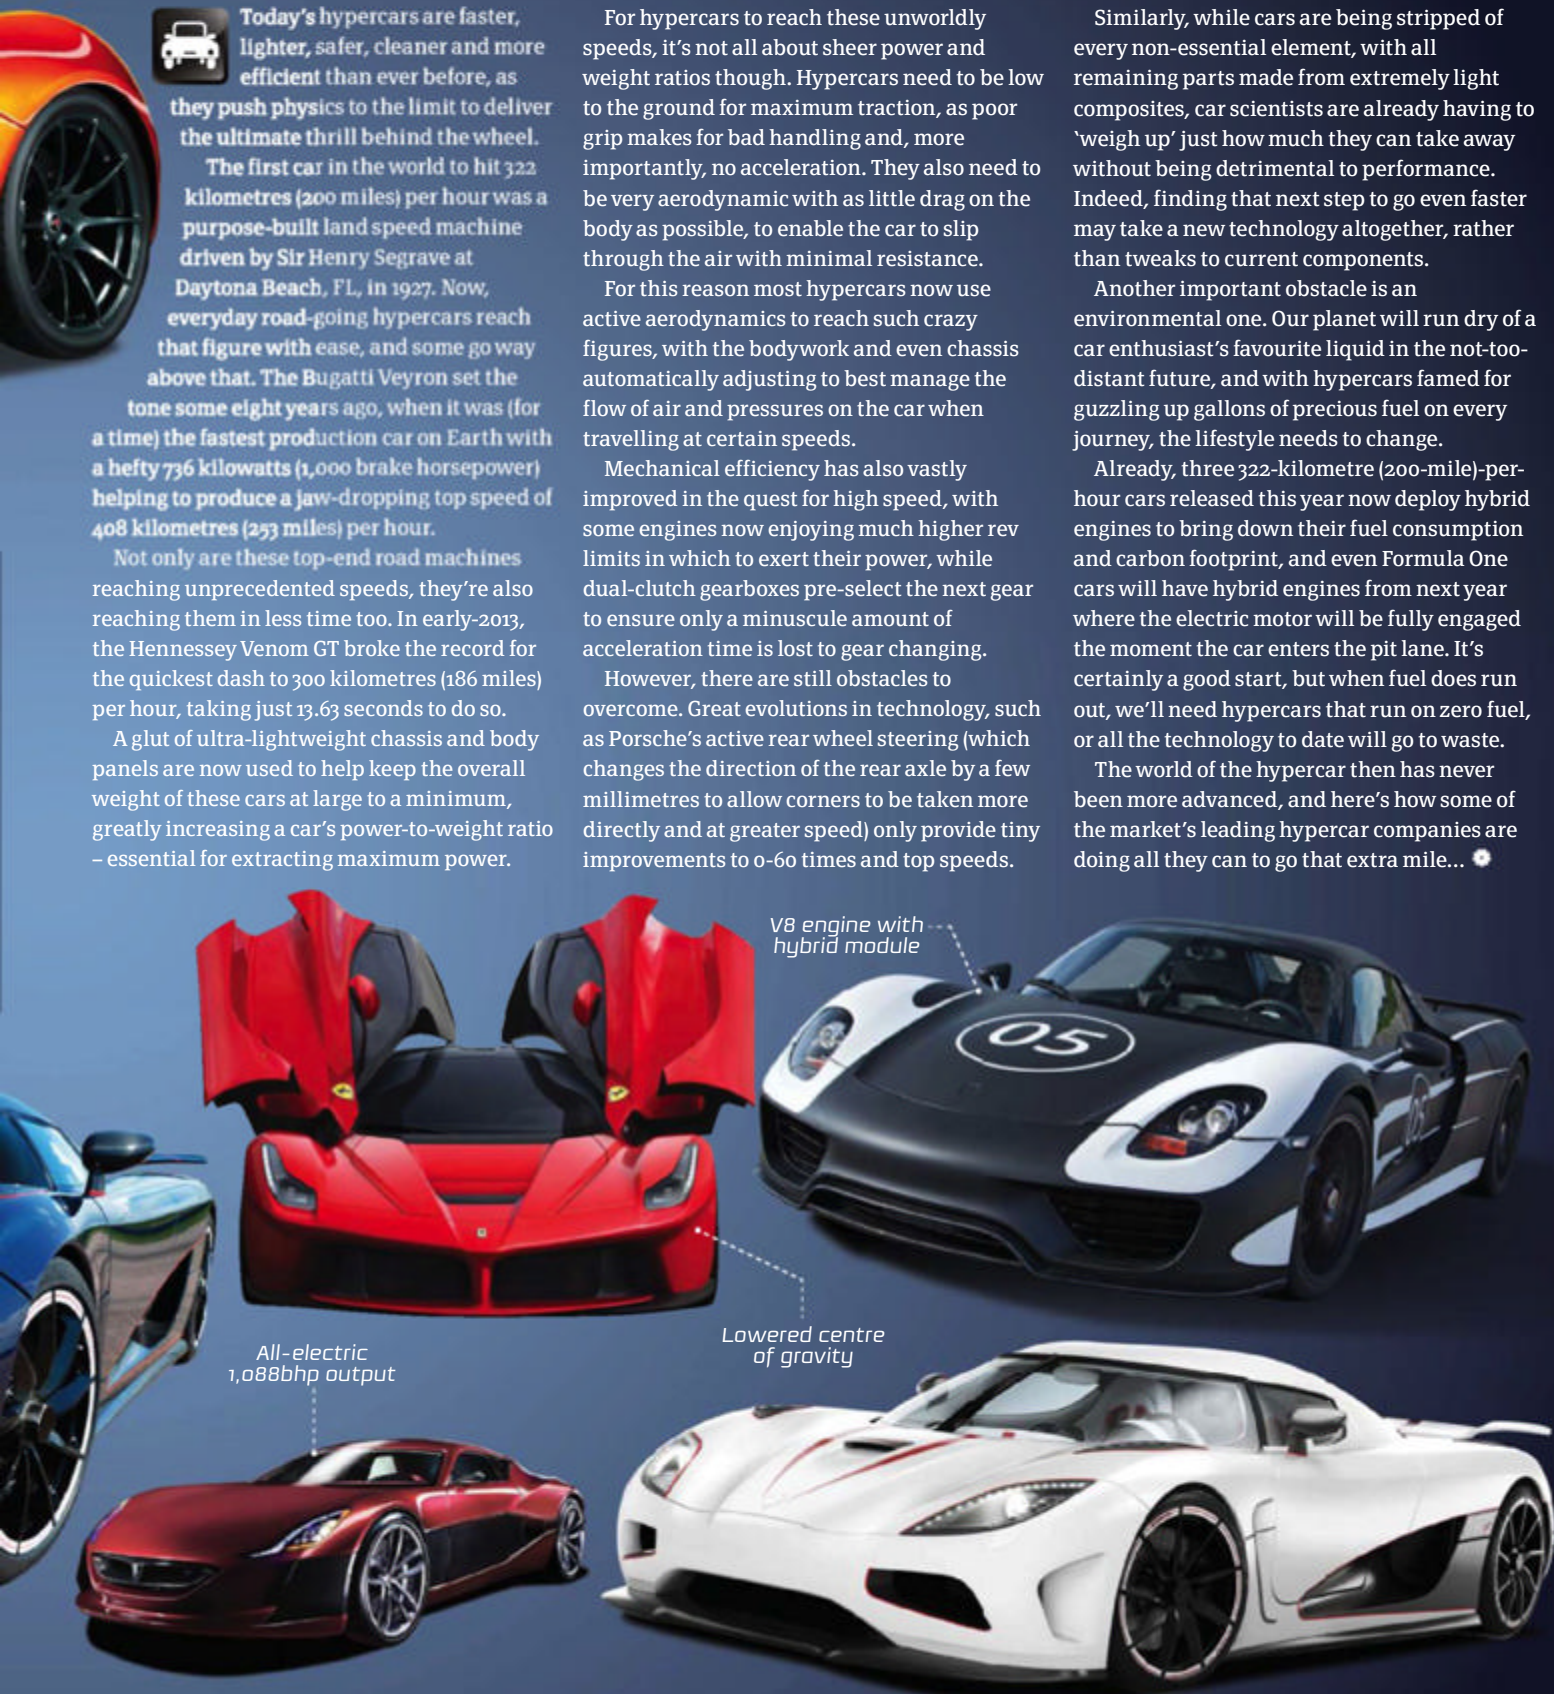 Today's hypercars are faster,
lighter, safer, cleaner and more
efficient than ever before, as
they push physics to the limit to deliver
the ultimate thrill behind the wheel.
The first car in the world to hit 322
kilometres (200 miles) per hour was a
purpose-built land speed machine
driven by Sir Henry Segrave at
Daytona Beach, FL, in 1927. Now,
everyday road-going hypercars reach
that figure with ease, and some go way
above that. The Bugatti Veyron set the
tone some eight years ago, when it was (for
a time) the fastest production car on Earth with
a hefty 736 kilowatts (1,000 brake horsepower)
helping to produce a jaw-dropping top speed of
408 kilometres (253 miles) per hour.
Not only are these top-end road machines
reaching unprecedented speeds, they're also
reaching them in less time too. In early-2013,
the Hennessey Venom GT broke the record for
the quickest dash to 300 kilometres (186 miles)
per hour, taking just 13.63 seconds to do so.
A glut of ultra-lightweight chassis and body
panels are now used to help keep the overall
weight of these cars at large to a minimum,
greatly increasing a car's power-to-weight ratio
– essential for extracting maximum power.
For hypercars to reach these unworldly
speeds, it's not all about sheer power and
weight ratios though. Hypercars need to be low
to the ground for maximum traction, as poor
grip makes for bad handling and, more
importantly, no acceleration. They also need to
be very aerodynamic with as little drag on the
body as possible, to enable the car to slip
through the air with minimal resistance.
For this reason most hypercars now use
active aerodynamics to reach such crazy
figures, with the bodywork and even chassis
automatically adjusting to best manage the
flow of air and pressures on the car when
travelling at certain speeds.
Mechanical efficiency has also vastly
improved in the quest for high speed, with
some engines now enjoying much higher rev
limits in which to exert their power, while
dual-clutch gearboxes pre-select the next gear
to ensure only a minuscule amount of
acceleration time is lost to gear changing.
However, there are still obstacles to
overcome. Great evolutions in technology, such
as Porsche's active rear wheel steering (which
changes the direction of the rear axle by a few
millimetres to allow corners to be taken more
directly and at greater speed) only provide tiny
improvements to 0-60 times and top speeds.
Similarly, while cars are being stripped of
every non-essential element, with all
remaining parts made from extremely light
composites, car scientists are already having to
‘weigh up’ just how much they can take away
without being detrimental to performance.
Indeed, finding that next step to go even faster
may take a new technology altogether, rather
than tweaks to current components.
Another important obstacle is an
environmental one. Our planet will run dry of a
car enthusiast's favourite liquid in the not-too-
distant future, and with hypercars famed for
guzzling up gallons of precious fuel on every
journey, the lifestyle needs to change.
Already, three 322-kilometre (200-mile)-per-
hour cars released this year now deploy hybrid
engines to bring down their fuel consumption
and carbon footprint, and even Formula One
cars will have hybrid engines from next year
where the electric motor will be fully engaged
the moment the car enters the pit lane. It's
certainly a good start, but when fuel does run
out, we'll need hypercars that run on zero fuel,
or all the technology to date will go to waste.
The world of the hypercar then has never
been more advanced, and here's how some of
the market's leading hypercar companies are
doing all they can to go that extra mile...
V8 engine with
hybrid module
05
05
Lowered centre
of gravity
All-electric
1,088bhp output